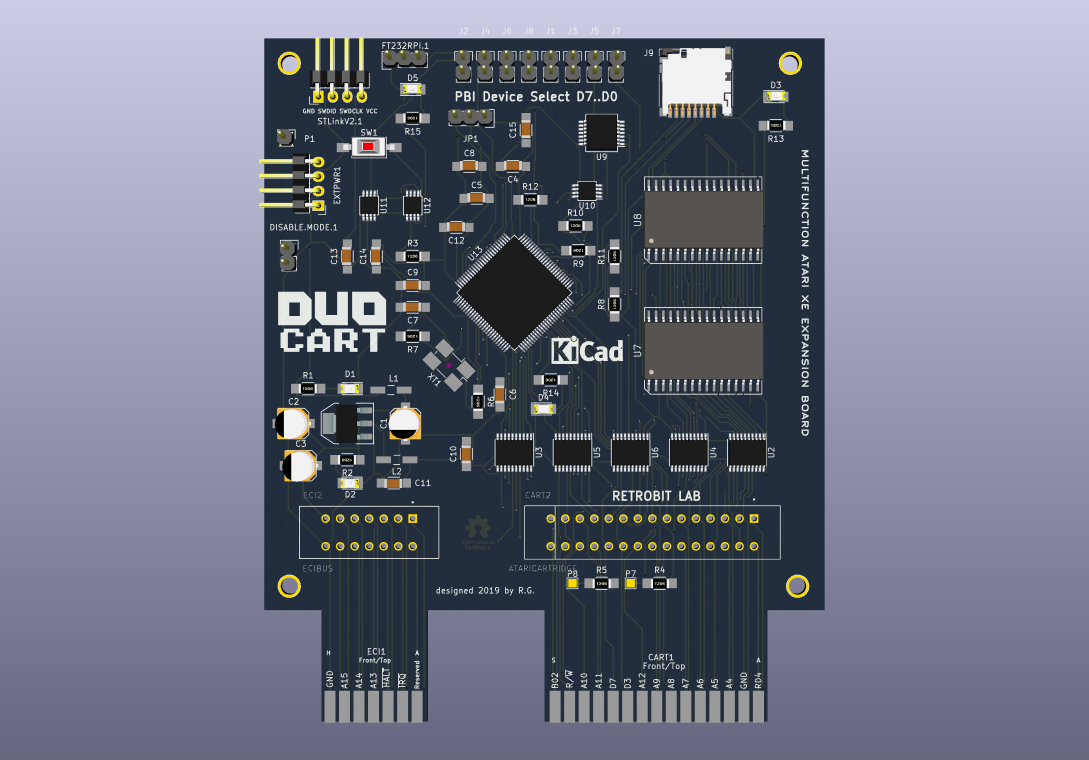 J2 J4 J6 J8 J1 J3 J5 J7
FT232RPi.1
J9
D5
D3
PBI Device Select D7..D0
GND SWDIO SWDCLK VCC
STLinkV2.1
R15
C15
R13
P1
SW1
JP1
U9
C8
C4
EXTPWR1
C5
R12
U10
U11
U12
MULTIFUNCTION ATARI XE EXPANSION BOARD
DISABLE.MODE.1
C12
R10
U8
C13
C14
R3
U13
R9
R11
C9
R8
DUO
CART
C7
R7
KiCad
U7
XT1
R1
D1
L1
R14
R6
C6
D4
C2
C1
C3
R2
L2
C10
U3
U5
U6
U4
U2
D2
C11
ECI2
CART2
RETROBIT LAB
ECIBUS
ATARICARTRIDGE
P8
R5
P7
R4
designed 2019 by R.G.
H
ECI1
Front/Top
A
S
CART1
Front/Top
A
GND A15 A14 A13 HALT IRQ Reserved
B02 R/W A10 A11 D7 D3 A12 A9 A8 A7 A6 A5 A4 GND RD4